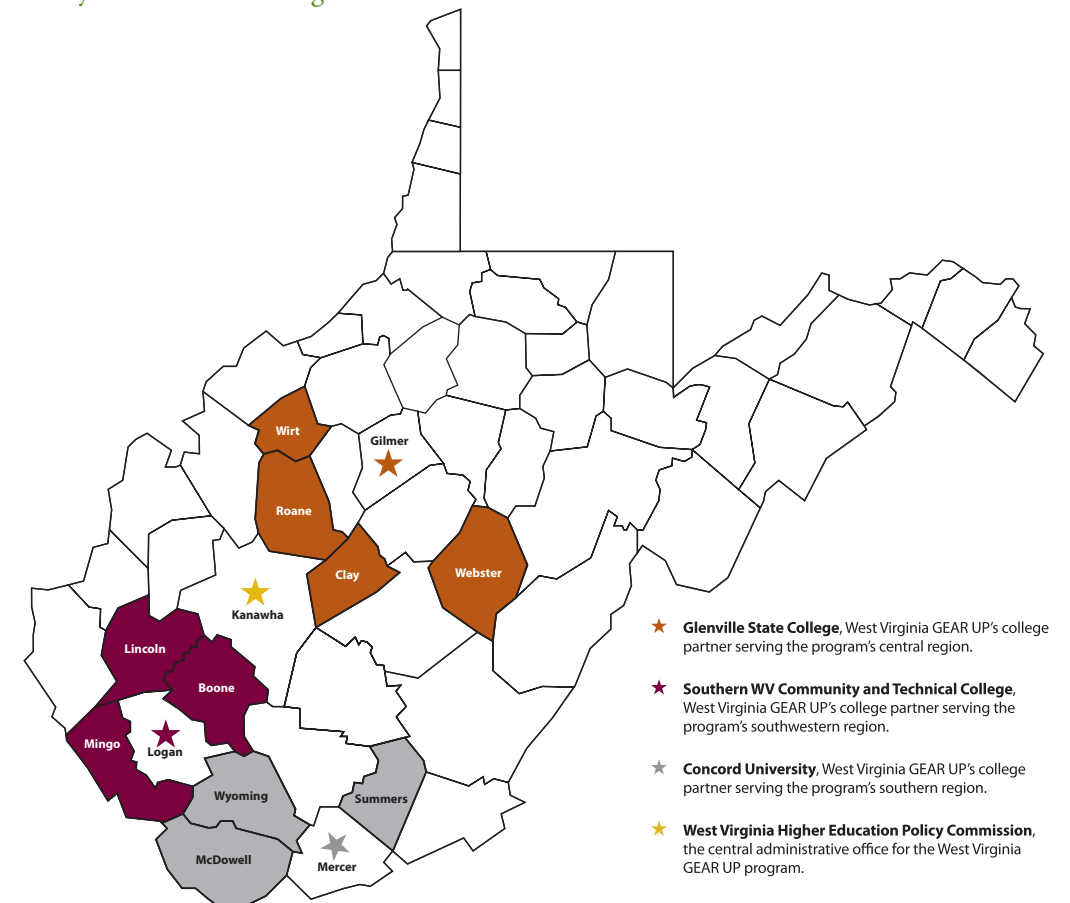 Wirt
Gilmer
Roane
Clay
Webster
Kanawha
Lincoln
Boone
Mingo
Logan
Wyoming
Summers
McDowell
Mercer
Glenville State College, West Virginia GEAR UP’s college
partner serving the program’s central region.
Southern WV Community and Technical College,
West Virginia GEAR UP’s college partner serving the
program’s southwestern region.
Concord University, West Virginia GEAR UP’s college
partner serving the program’s southern region.
West Virginia Higher Education Policy Commission,
the central administrative office for the West Virginia
GEAR UP program.